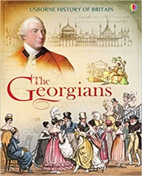 USBORNE HISTORY OF BRITAIN
The
Georgians